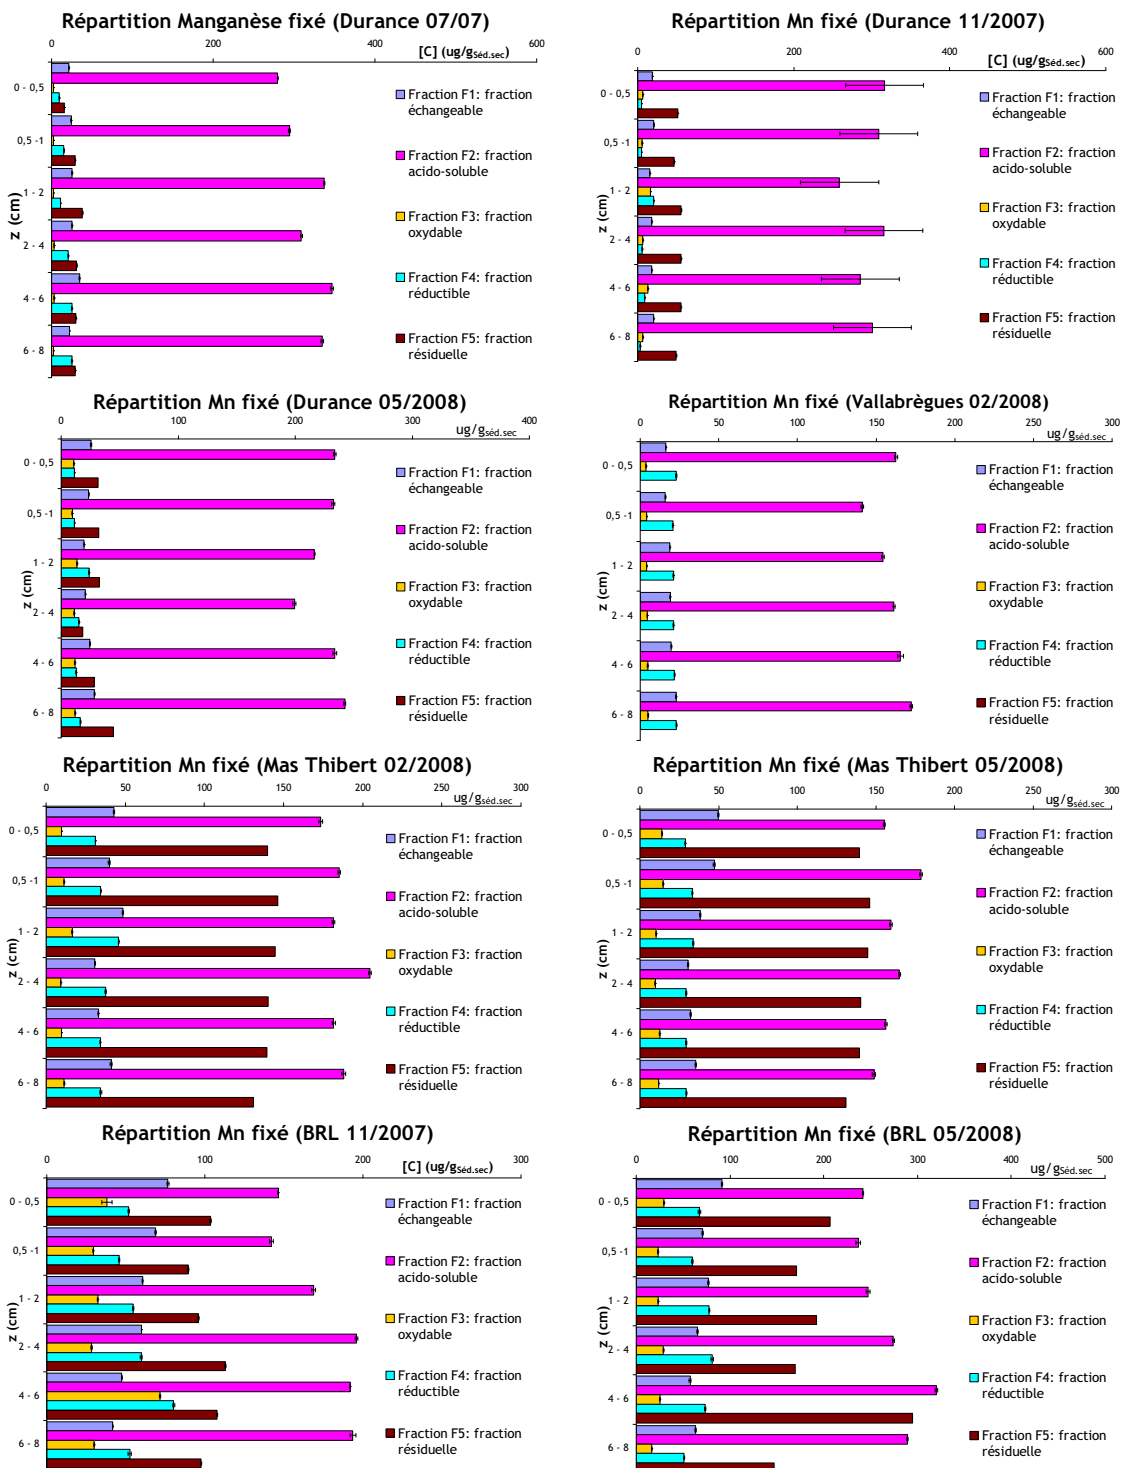 Répartition Manganèse fixé (Durance 07/07)
0 200 400 600
[C] (ug/gSéd.sec)
z (cm)
0 - 0,5
0,5 -1
1 - 2
2 - 4
4 - 6
6 - 8
Fraction F1: fraction
échangeable
Fraction F2: fraction
acido-soluble
Fraction F3: fraction
oxydable
Fraction F4: fraction
réductible
Fraction F5: fraction
résiduelle
Répartition Mn fixé (Durance 11/2007)
0 200 400 600
[C] (ug/gSéd.sec)
z (cm)
0 - 0,5
0,5 -1
1 - 2
2 - 4
4 - 6
6 - 8
Fraction F1: fraction
échangeable
Fraction F2: fraction
acido-soluble
Fraction F3: fraction
oxydable
Fraction F4: fraction
réductible
Fraction F5: fraction
résiduelle
Répartition Mn fixé (Durance 05/2008)
0 100 200 300 400
ug/gséd.sec
z (cm)
0 - 0,5
0,5 -1
1 - 2
2 - 4
4 - 6
6 - 8
Fraction F1: fraction
échangeable
Fraction F2: fraction
acido-soluble
Fraction F3: fraction
oxydable
Fraction F4: fraction
réductible
Fraction F5: fraction
résiduelle
Répartition Mn fixé (Vallabrègues 02/2008)
0 50 100 150 200 250 300
ug/gséd.sec
z (cm)
0 - 0,5
0,5 -1
1 - 2
2 - 4
4 - 6
6 - 8
Fraction F1: fraction
échangeable
Fraction F2: fraction
acido-soluble
Fraction F3: fraction
oxydable
Fraction F4: fraction
réductible
Fraction F5: fraction
résiduelle
Répartition Mn fixé (Mas Thibert 02/2008)
0 50 100 150 200 250 300
ug/gséd.sec
z (cm)
0 - 0,5
0,5 -1
1 - 2
2 - 4
4 - 6
6 - 8
Fraction F1: fraction
échangeable
Fraction F2: fraction
acido-soluble
Fraction F3: fraction
oxydable
Fraction F4: fraction
réductible
Fraction F5: fraction
résiduelle
Répartition Mn fixé (Mas Thibert 05/2008)
0 50 100 150 200 250 300
ug/gséd.sec
z (cm)
0 - 0,5
0,5 -1
1 - 2
2 - 4
4 - 6
6 - 8
Fraction F1: fraction
échangeable
Fraction F2: fraction
acido-soluble
Fraction F3: fraction
oxydable
Fraction F4: fraction
réductible
Fraction F5: fraction
résiduelle
Répartition Mn fixé (BRL 11/2007)
0 100 200 300
[C] (ug/gSéd.sec)
z (cm)
0 - 0,5
0,5 -1
1 - 2
2 - 4
4 - 6
6 - 8
Fraction F1: fraction
échangeable
Fraction F2: fraction
acido-soluble
Fraction F3: fraction
oxydable
Fraction F4: fraction
réductible
Fraction F5: fraction
résiduelle
Répartition Mn fixé (BRL 05/2008)
0 100 200 300 400 500
ug/gséd.sec
z (cm)
0 - 0,5
0,5 -1
1 - 2
2 - 4
4 - 6
6 - 8
Fraction F1: fraction
échangeable
Fraction F2: fraction
acido-soluble
Fraction F3: fraction
oxydable
Fraction F4: fraction
réductible
Fraction F5: fraction
résiduelle